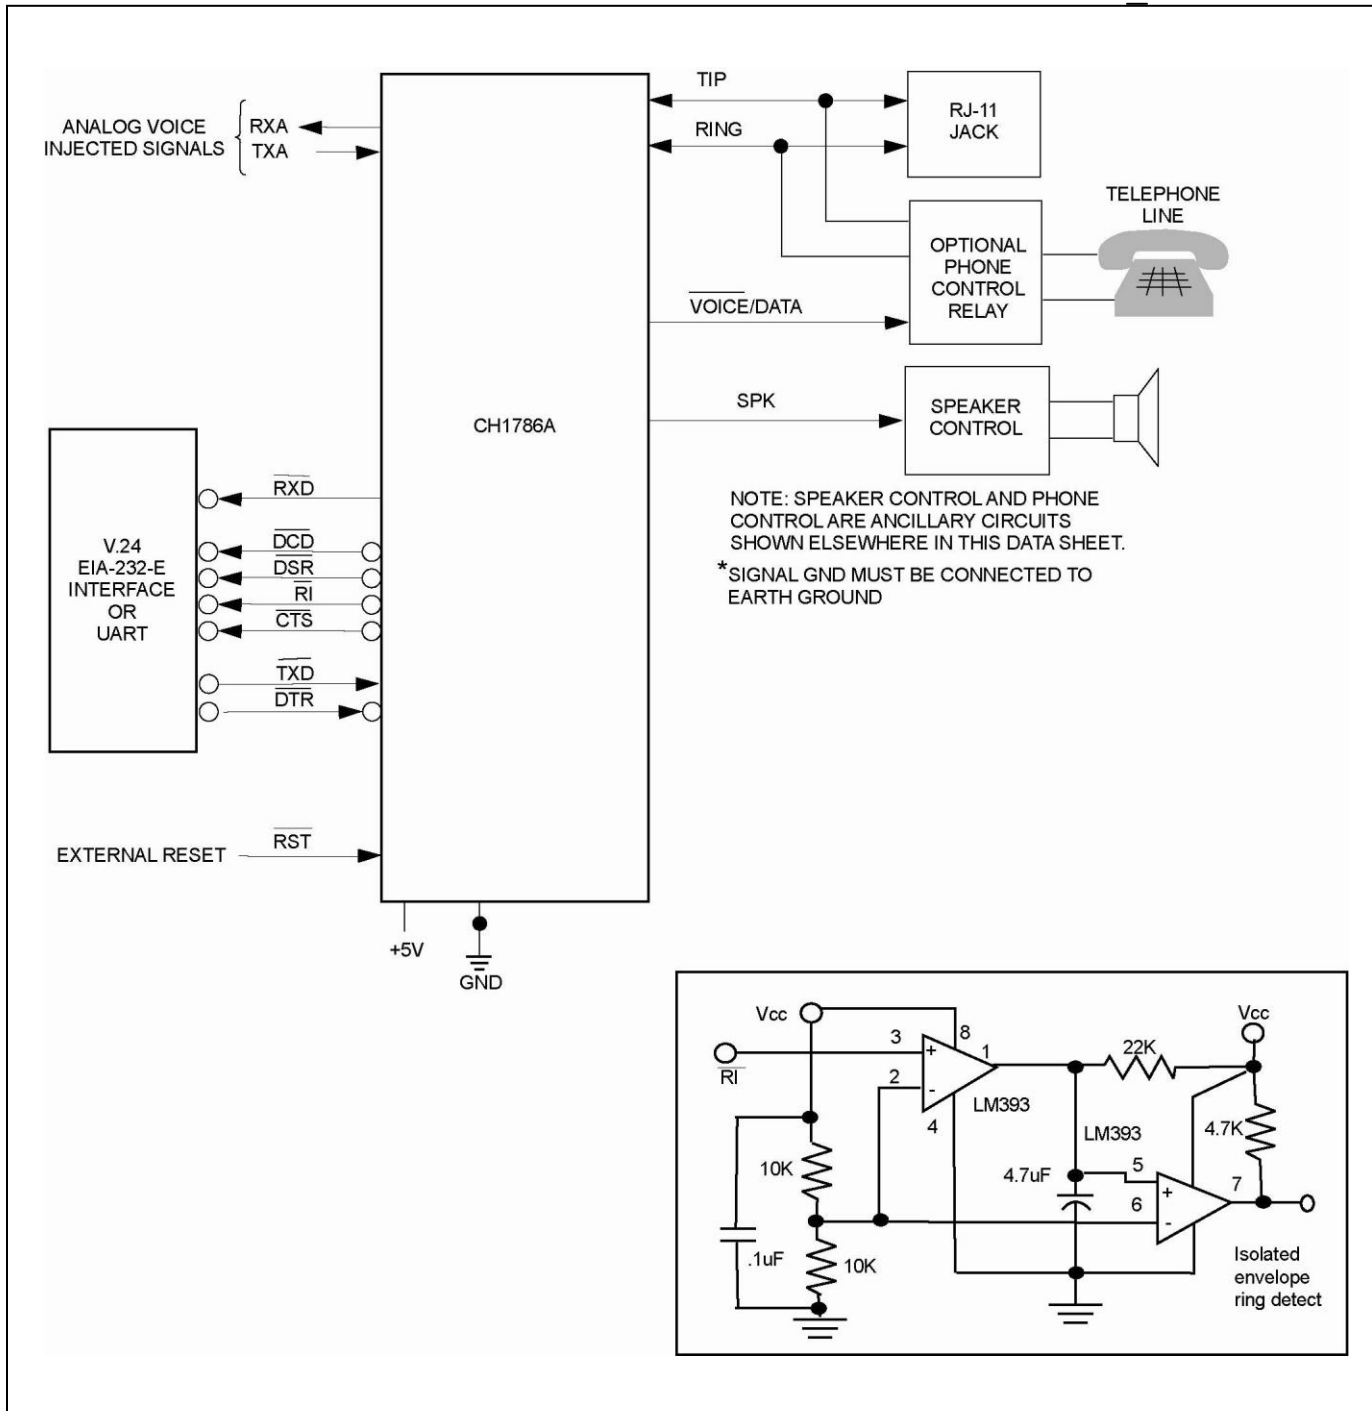 TIP
RJ-11
JACK
RXA
ANALOG VOICE
INJECTED SIGNALS
TXA
RING
TELEPHONE
LINE
OPTIONAL
PHONE
CONTROL
RELAY
VOICE/DATA
SPK
SPEAKER
CONTROL
CH1786A
NOTE: SPEAKER CONTROL AND PHONE
CONTROL ARE ANCILLARY CIRCUITS
SHOWN ELSEWHERE IN THIS DATA SHEET.
*SIGNAL GND MUST BE CONNECTED TO
EARTH GROUND
V.24
EIA-232-E
INTERFACE
OR
UART
RXD
DCD
DSR
RI
CTS
TXD
DTR
EXTERNAL RESET
RST
+5V
GND
Vcc
8
3
+
1
22K
Vcc
RI
2
-
4
LM393
LM393
4.7K
10K
4.7uF
5
+
7
6
-
.1uF
10K
Isolated
envelope
ring detect